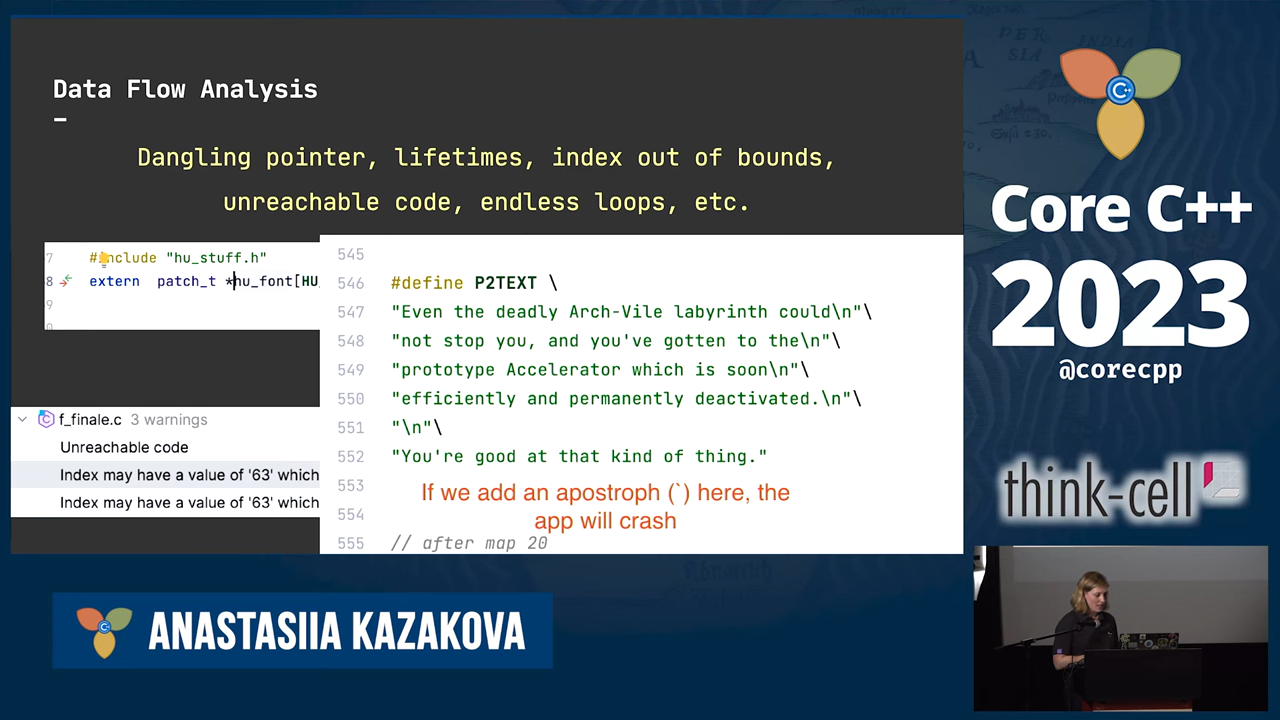 Data Flow Analysis
–
Dangling pointer, lifetimes, index out of bounds,
unreachable code, endless loops, etc.
7 #include "hu_stuff.h"
8 extern patch_t *hu_font[HU_
9
0
f_finale.c 3 warnings
Unreachable code
Index may have a value of '63' which
Index may have a value of '63' which
545
546 #define P2TEXT \
547 "Even the deadly Arch-Vile labyrinth could\n"\
548 "not stop you, and you've gotten to the\n"\
549 "prototype Accelerator which is soon\n"\
550 "efficiently and permanently deactivated.\n"\
551 "\n"\
552 "You're good at that kind of thing."
553
554
If we add an apostroph (`) here, the
app will crash
555 // after map 20
C++
Core C++
2023
@corecpp
think-cell
ANASTASIIA KAZAKOVA